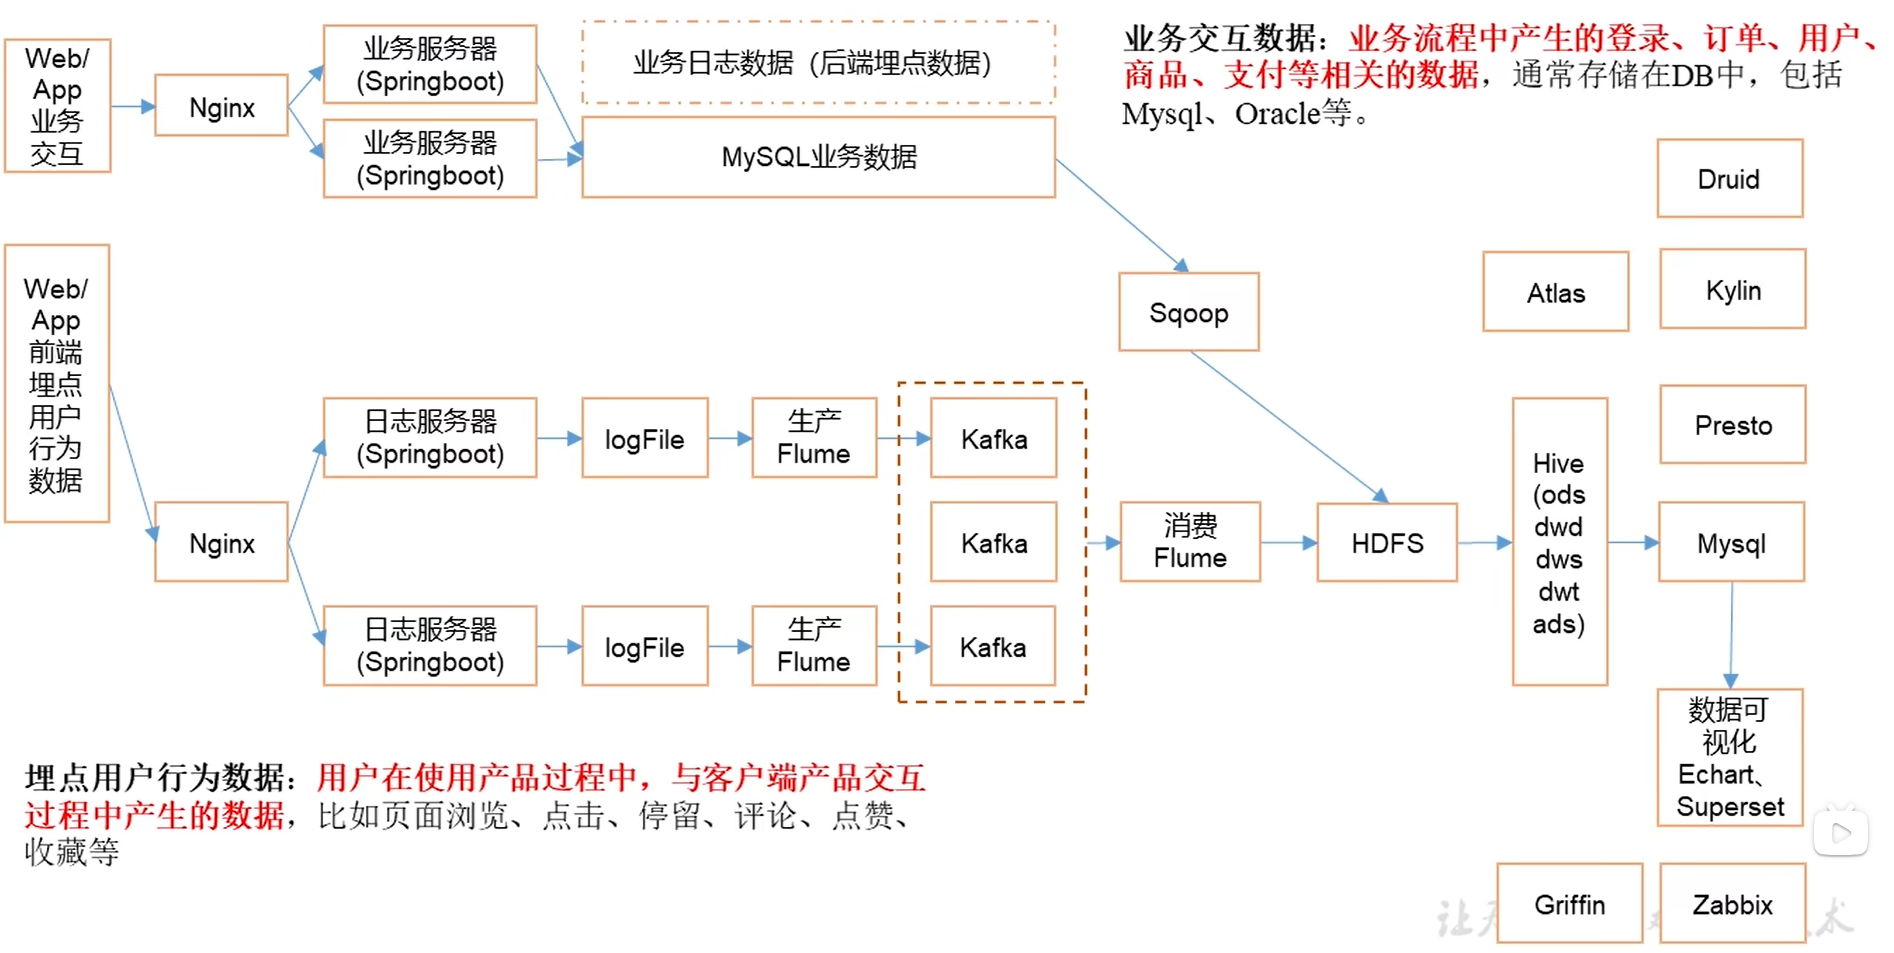 Web/
App
业务
交互
Nginx
业务服务器
(Springboot)
业务服务器
(Springboot)
业务日志数据（后端埋点数据）
MySQL业务数据
业务交互数据：业务流程中产生的登录、订单、用户、
商品、支付等相关的数据，通常存储在DB中，包括
Mysql、Oracle等。
Druid
Web/
App
前端
埋点
用户
行为
数据
Sqoop
Atlas
Kylin
Presto
Nginx
日志服务器
(Springboot)
logFile
生产
Flume
Kafka
Kafka
日志服务器
(Springboot)
logFile
生产
Flume
Kafka
消费
Flume
HDFS
Hive
(ods
dwd
dws
dwt
ads)
Mysql
数据可
视化
Echart、
Superset
埋点用户行为数据：用户在使用产品过程中，与客户端产品交互
过程中产生的数据，比如页面浏览、点击、停留、评论、点赞、
收藏等
Griffin
Zabbix
让
术